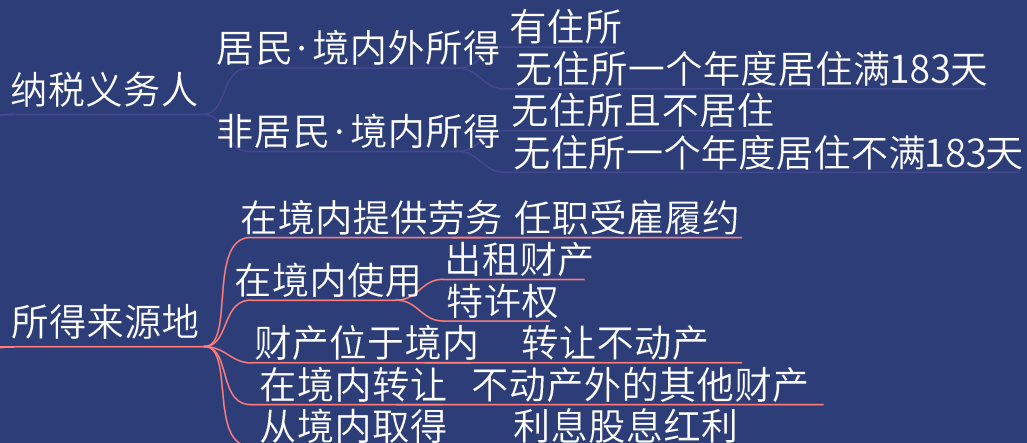 纳税义务人
居民·境内外所得
有住所
无住所一个年度居住满183天
非居民·境内所得
无住所且不居住
无住所一个年度居住不满183天
所得来源地
在境内提供劳务 任职受雇履约
在境内使用
出租财产
特许权
财产位于境内 转让不动产
在境内转让 不动产外的其他财产
从境内取得 利息股息红利